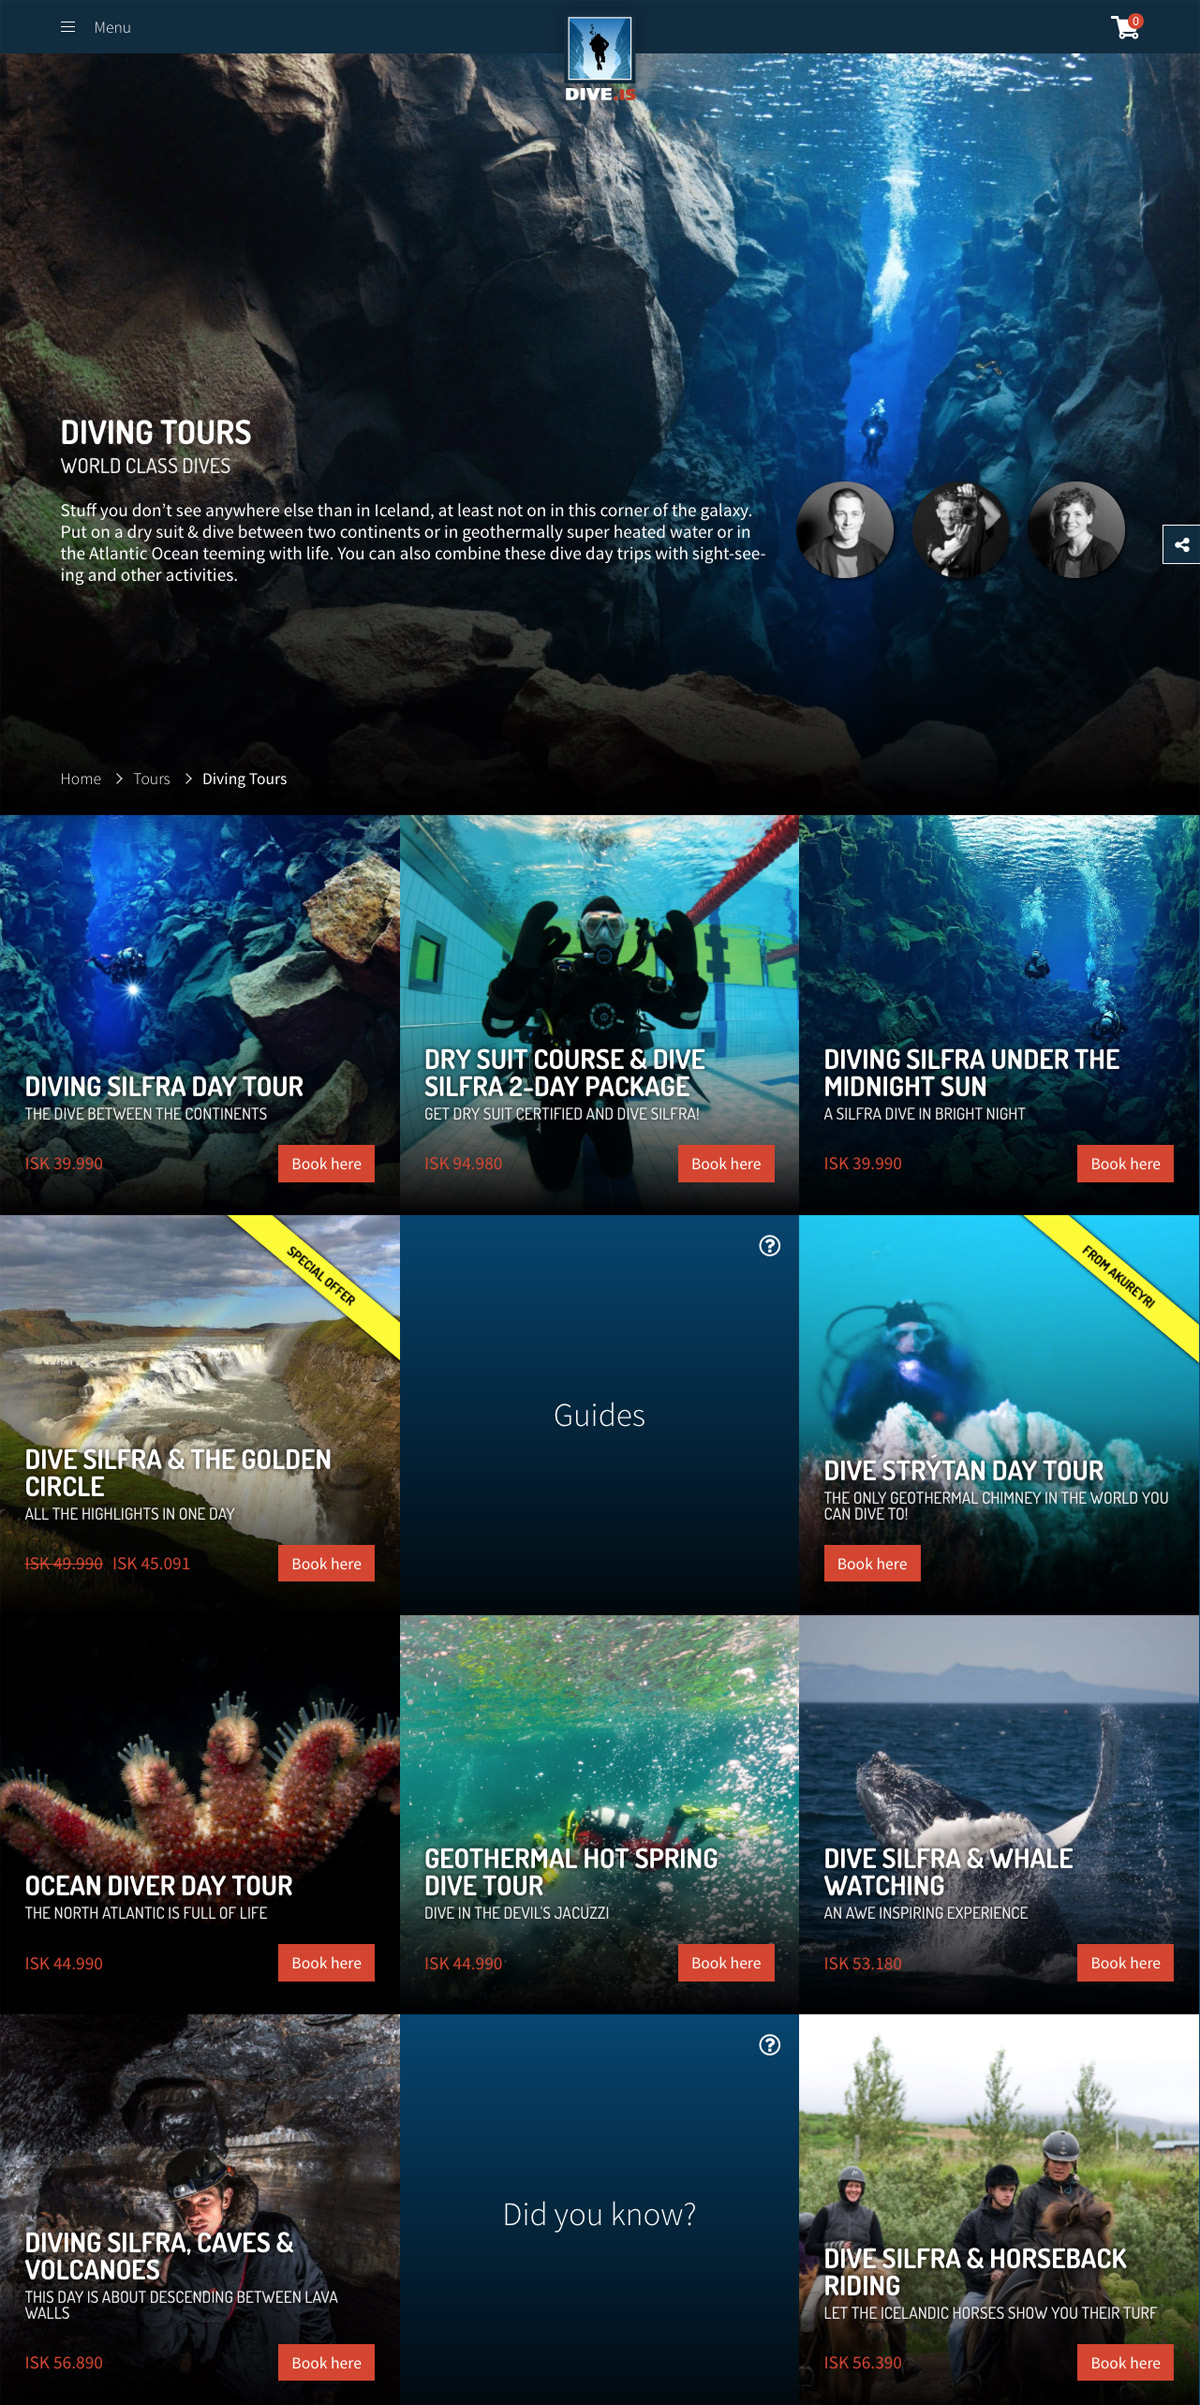 Menu
0
DIVE.IS
DIVING TOURS
WORLD CLASS DIVES
Stuff you don’t see anywhere else than in Iceland, at least not on in this corner of the galaxy.
Put on a dry suit & dive between two continents or in geothermally super heated water or in
the Atlantic Ocean teeming with life. You can also combine these dive day trips with sight-see-
ing and other activities.
Home
Tours
Diving Tours
DIVING SILFRA DAY TOUR
THE DIVE BETWEEN THE CONTINENTS
ISK 39.990
Book here
DRY SUIT COURSE & DIVE
SILFRA 2-DAY PACKAGE
GET DRY SUIT CERTIFIED AND DIVE SILFRA!
ISK 94.980
Book here
DIVING SILFRA UNDER THE
MIDNIGHT SUN
A SILFRA DIVE IN BRIGHT NIGHT
ISK 39.990
Book here
SPECIAL OFFER
DIVE SILFRA & THE GOLDEN
CIRCLE
ALL THE HIGHLIGHTS IN ONE DAY
ISK 49.990 ISK 45.091
Book here
?
Guides
FROM AKUREYRI
DIVE STRÝTAN DAY TOUR
THE ONLY GEOTHERMAL CHIMNEY IN THE WORLD YOU
CAN DIVE TO!
Book here
OCEAN DIVER DAY TOUR
THE NORTH ATLANTIC IS FULL OF LIFE
ISK 44.990
Book here
GEOTHERMAL HOT SPRING
DIVE TOUR
DIVE IN THE DEVIL'S JACUZZI
ISK 44.990
Book here
DIVE SILFRA & WHALE
WATCHING
AN AWE INSPIRING EXPERIENCE
ISK 53.180
Book here
DIVING SILFRA, CAVES &
VOLCANOES
THIS DAY IS ABOUT DESCENDING BETWEEN LAVA
WALLS
ISK 56.890
Book here
?
Did you know?
DIVE SILFRA & HORSEBACK
RIDING
LET THE ICELANDIC HORSES SHOW YOU THEIR TURF
ISK 56.390
Book here